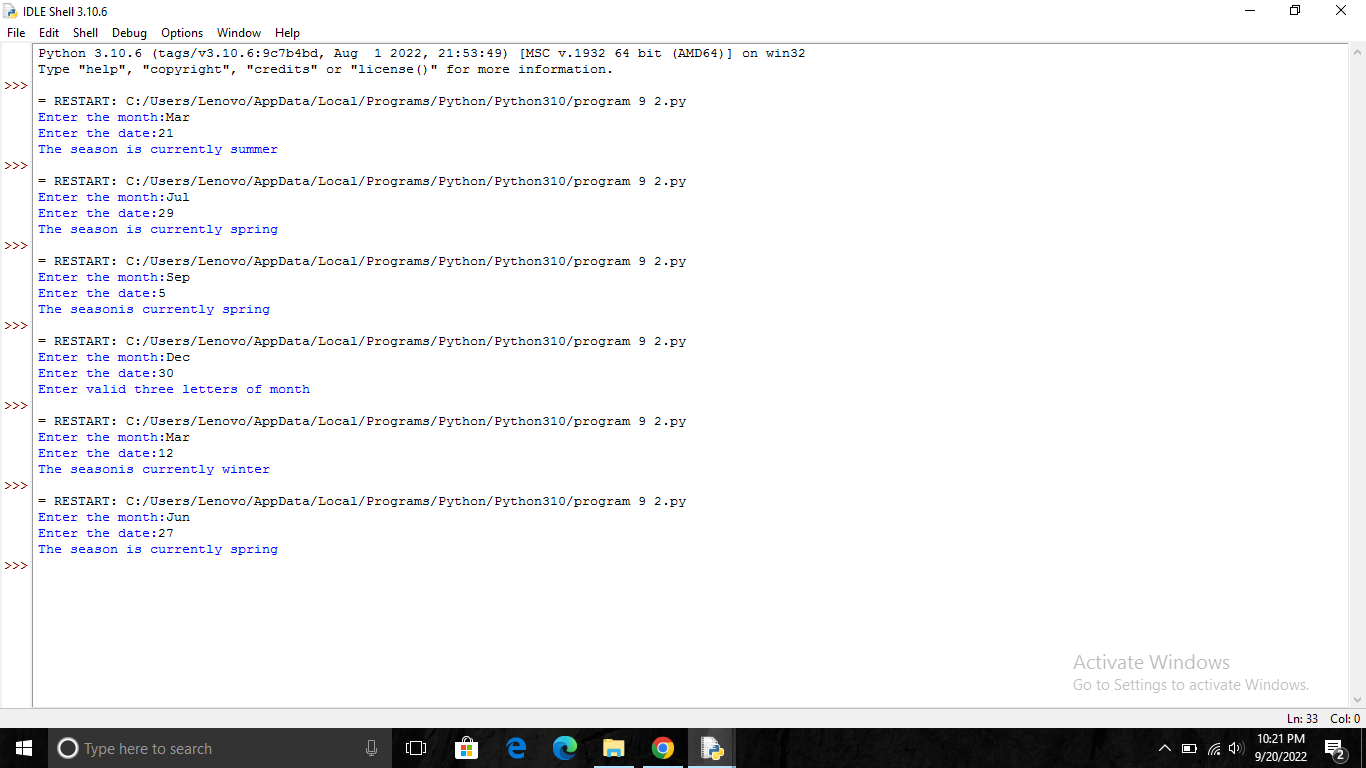 IDLE Shell 3.10.6
File Edit Shell Debug Options Window Help
Python 3.10.6 (tags/v3.10.6:9c7b4bd, Aug  1 2022, 21:53:49) [MSC v.1932 64 bit (AMD64)] on win32
Type "help", "copyright", "credits" or "license()" for more information.
>>>
= RESTART: C:/Users/Lenovo/AppData/Local/Programs/Python/Python310/program 9 2.py
Enter the month:Mar
Enter the date:21
The season is currently summer
>>>
= RESTART: C:/Users/Lenovo/AppData/Local/Programs/Python/Python310/program 9 2.py
Enter the month:Jul
Enter the date:29
The season is currently spring
>>>
= RESTART: C:/Users/Lenovo/AppData/Local/Programs/Python/Python310/program 9 2.py
Enter the month:Sep
Enter the date:5
The seasonis currently spring
>>>
= RESTART: C:/Users/Lenovo/AppData/Local/Programs/Python/Python310/program 9 2.py
Enter the month:Dec
Enter the date:30
Enter valid three letters of month
>>>
= RESTART: C:/Users/Lenovo/AppData/Local/Programs/Python/Python310/program 9 2.py
Enter the month:Mar
Enter the date:12
The seasonis currently winter
>>>
= RESTART: C:/Users/Lenovo/AppData/Local/Programs/Python/Python310/program 9 2.py
Enter the month:Jun
Enter the date:27
The season is currently spring
>>>
Activate Windows
Go to Settings to activate Windows.
Ln: 33 Col: 0
Type here to search
10:21 PM
9/20/2022
2